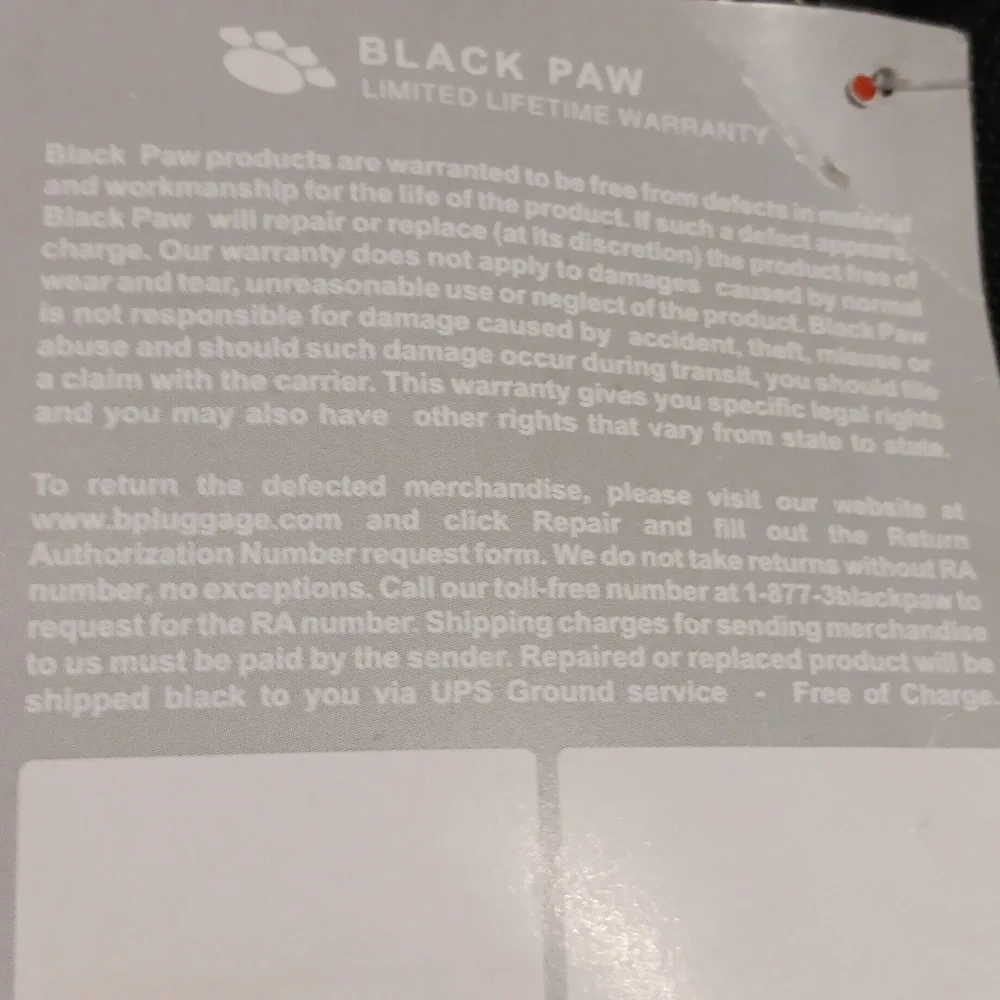 BLACK PAW
LIMITED LIFETIME WARRANTY
Black Paw products are warranted to be free from defects in material
and workmanship for the life of the product. If such a defect appears,
Black Paw will repair or replace (at its discretion) the product free of
charge. Our warranty does not apply to damages caused by normal
wear and tear, unreasonable use or neglect of the product. Black Paw
is not responsible for damage caused by accident, theft, misuse or
abuse and should such damage occur during transit, you should file
a claim with the carrier. This warranty gives you specific legal rights
and you may also have other rights that vary from state to state.
To return the defected merchandise, please visit our website at
www.bpluggage.com and click Repair and fill out the Return
Authorization Number request form. We do not take returns without RA
number, no exceptions. Call our toll-free number at 1-877-3blackpaw to
request for the RA number. Shipping charges for sending merchandise
to us must be paid by the sender. Repaired or replaced product will be
shipped black to you via UPS Ground service - Free of Charge.